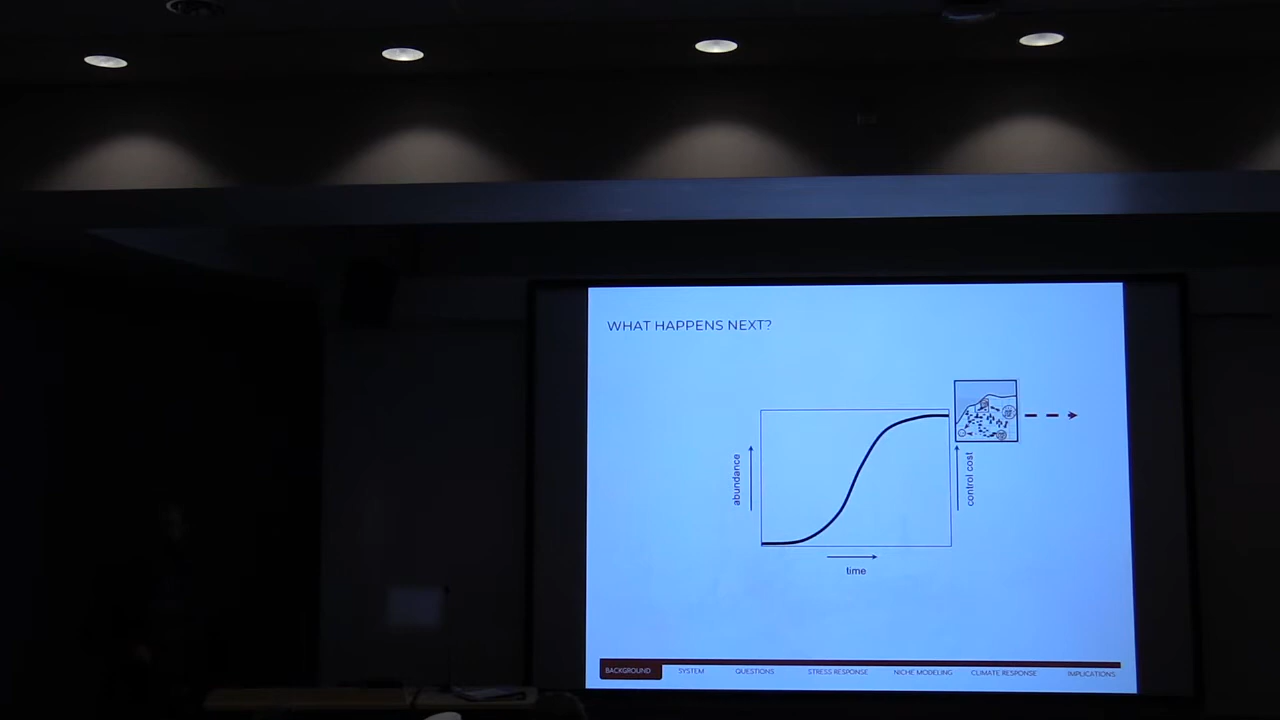 WHAT HAPPENS NEXT?
abundance
control cost
time
BACKGROUND SYSTEM QUESTIONS STRESS RESPONSE NICHE MODELING CLIMATE RESPONSE IMPLICATIONS